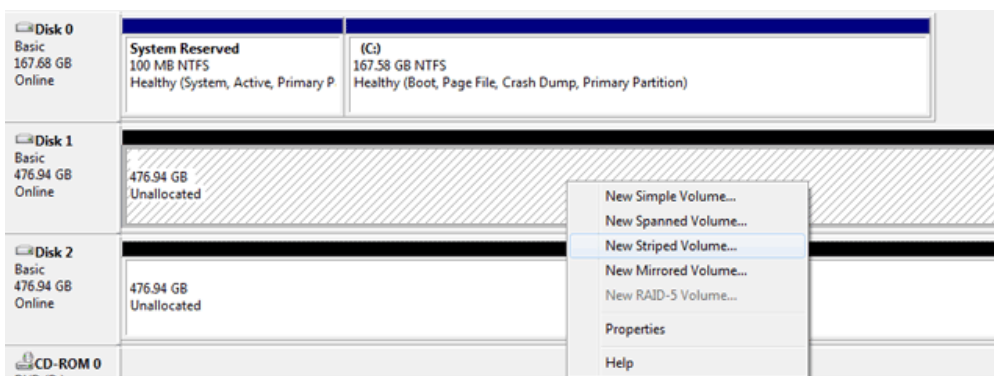 Disk 0
Basic
167.68 GB
Online
System Reserved
100 MB NTFS
Healthy (System, Active, Primary P
(C:)
167.58 GB NTFS
Healthy (Boot, Page File, Crash Dump, Primary Partition)
Disk 1
Basic
476.94 GB
Online
476.94 GB
Unallocated
New Simple Volume...
New Spanned Volume...
New Striped Volume...
New Mirrored Volume...
New RAID-5 Volume...
Properties
Help
Disk 2
Basic
476.94 GB
Online
476.94 GB
Unallocated
CD-ROM 0